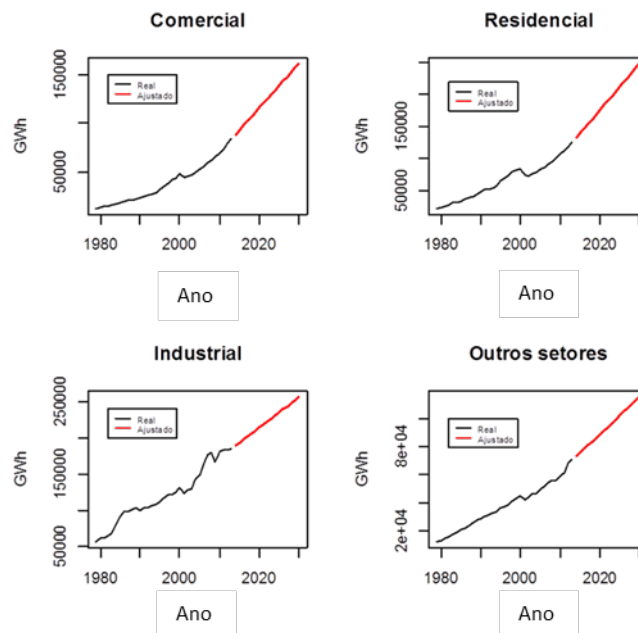 Comercial
GWh
50000
150000
Real
Ajustado
1980
2000
2020
Ano
Residencial
GWh
50000
150000
Real
Ajustado
1980
2000
2020
Ano
Industrial
GWh
50000
150000
250000
Real
Ajustado
1980
2000
2020
Ano
Outros setores
GWh
2e+04
8e+04
Real
Ajustado
1980
2000
2020
Ano